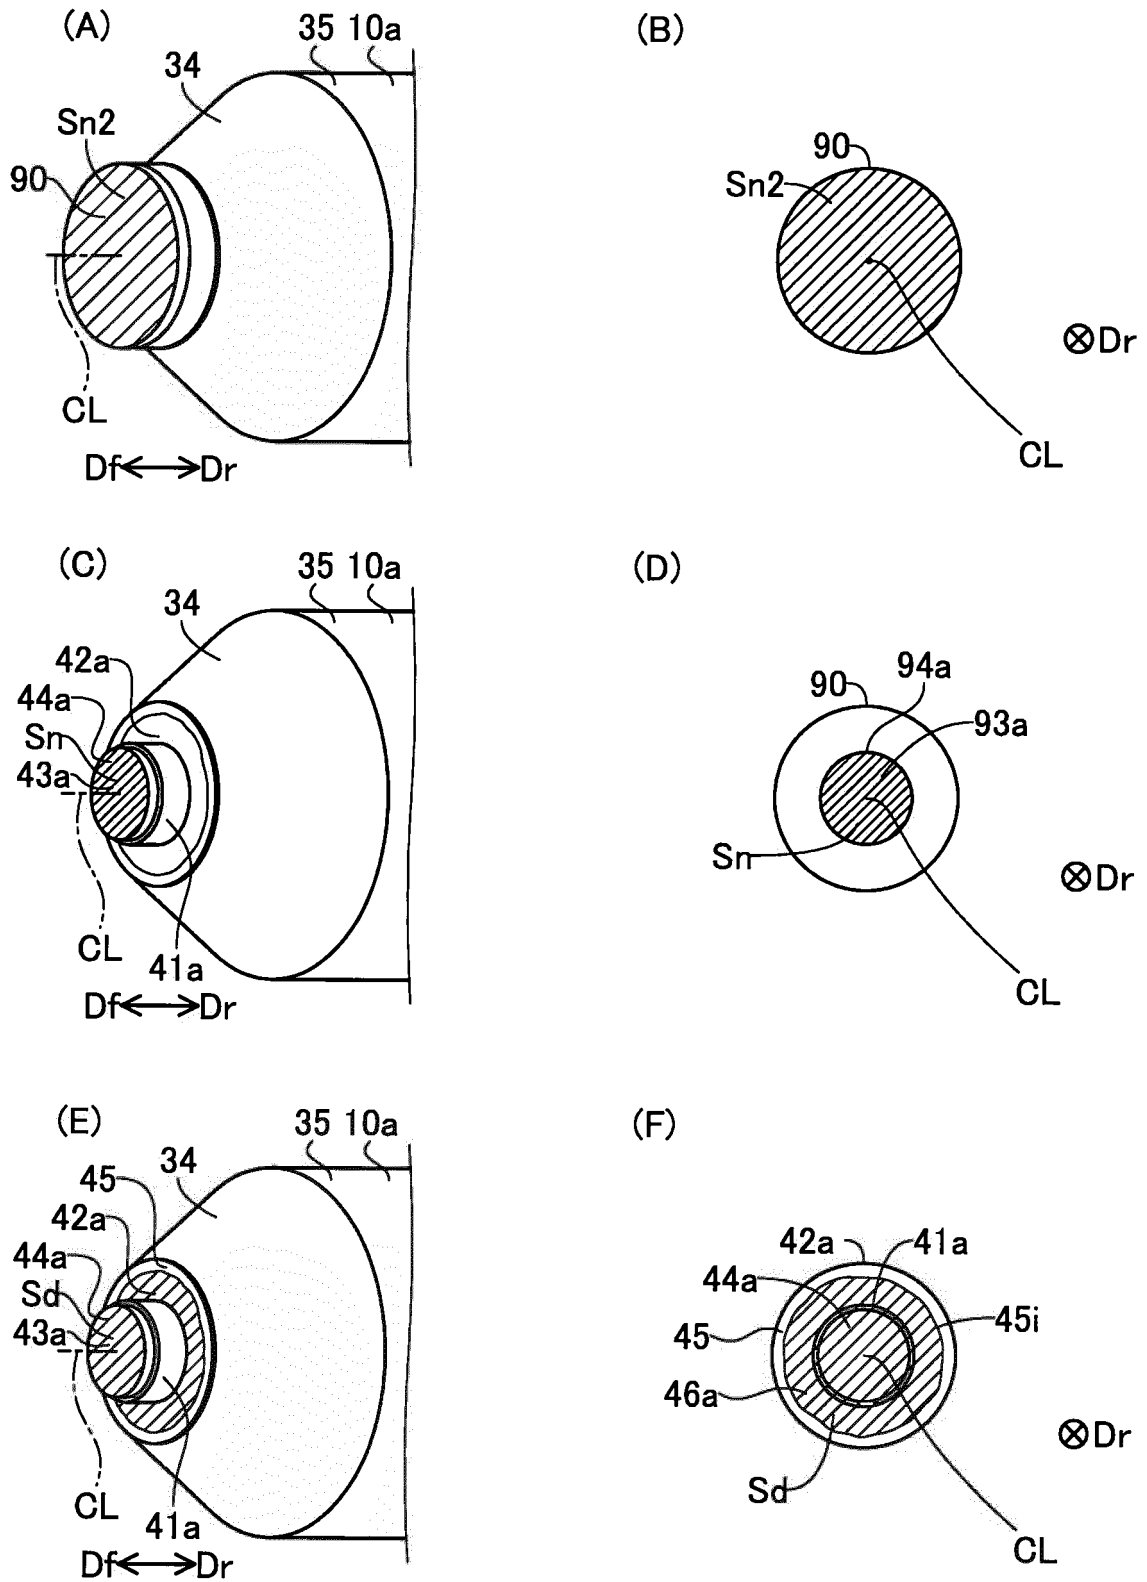 (A)
35 10a
34
Sn2
90
CL
Df Dr
(B)
90
Sn2
Dr
CL
(C)
35 10a
34
42a
44a
Sn
43a
CL
41a
Df Dr
(D)
90
94a
93a
Sn
Dr
CL
(E)
35 10a
34
45
42a
44a
Sd
43a
CL
41a
Df Dr
(F)
42a
41a
44a
45
45i
46a
Sd
Dr
CL